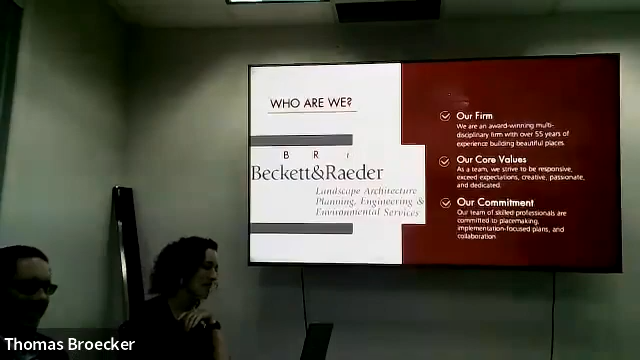 WHO ARE WE?
B R i
Beckett&Raeder
Landscape Architecture
Planning, Engineering &
Environmental Services
Our Firm
We are an award-winning multi-
disciplinary firm with over 55 years of
experience building beautiful places.
Our Core Values
As a team, we strive to be responsive,
exceed expectations, creative, passionate,
and dedicated.
Our Commitment
Our team of skilled professionals are
committed to placemaking,
implementation-focused plans, and
collaboration
Thomas Broecker